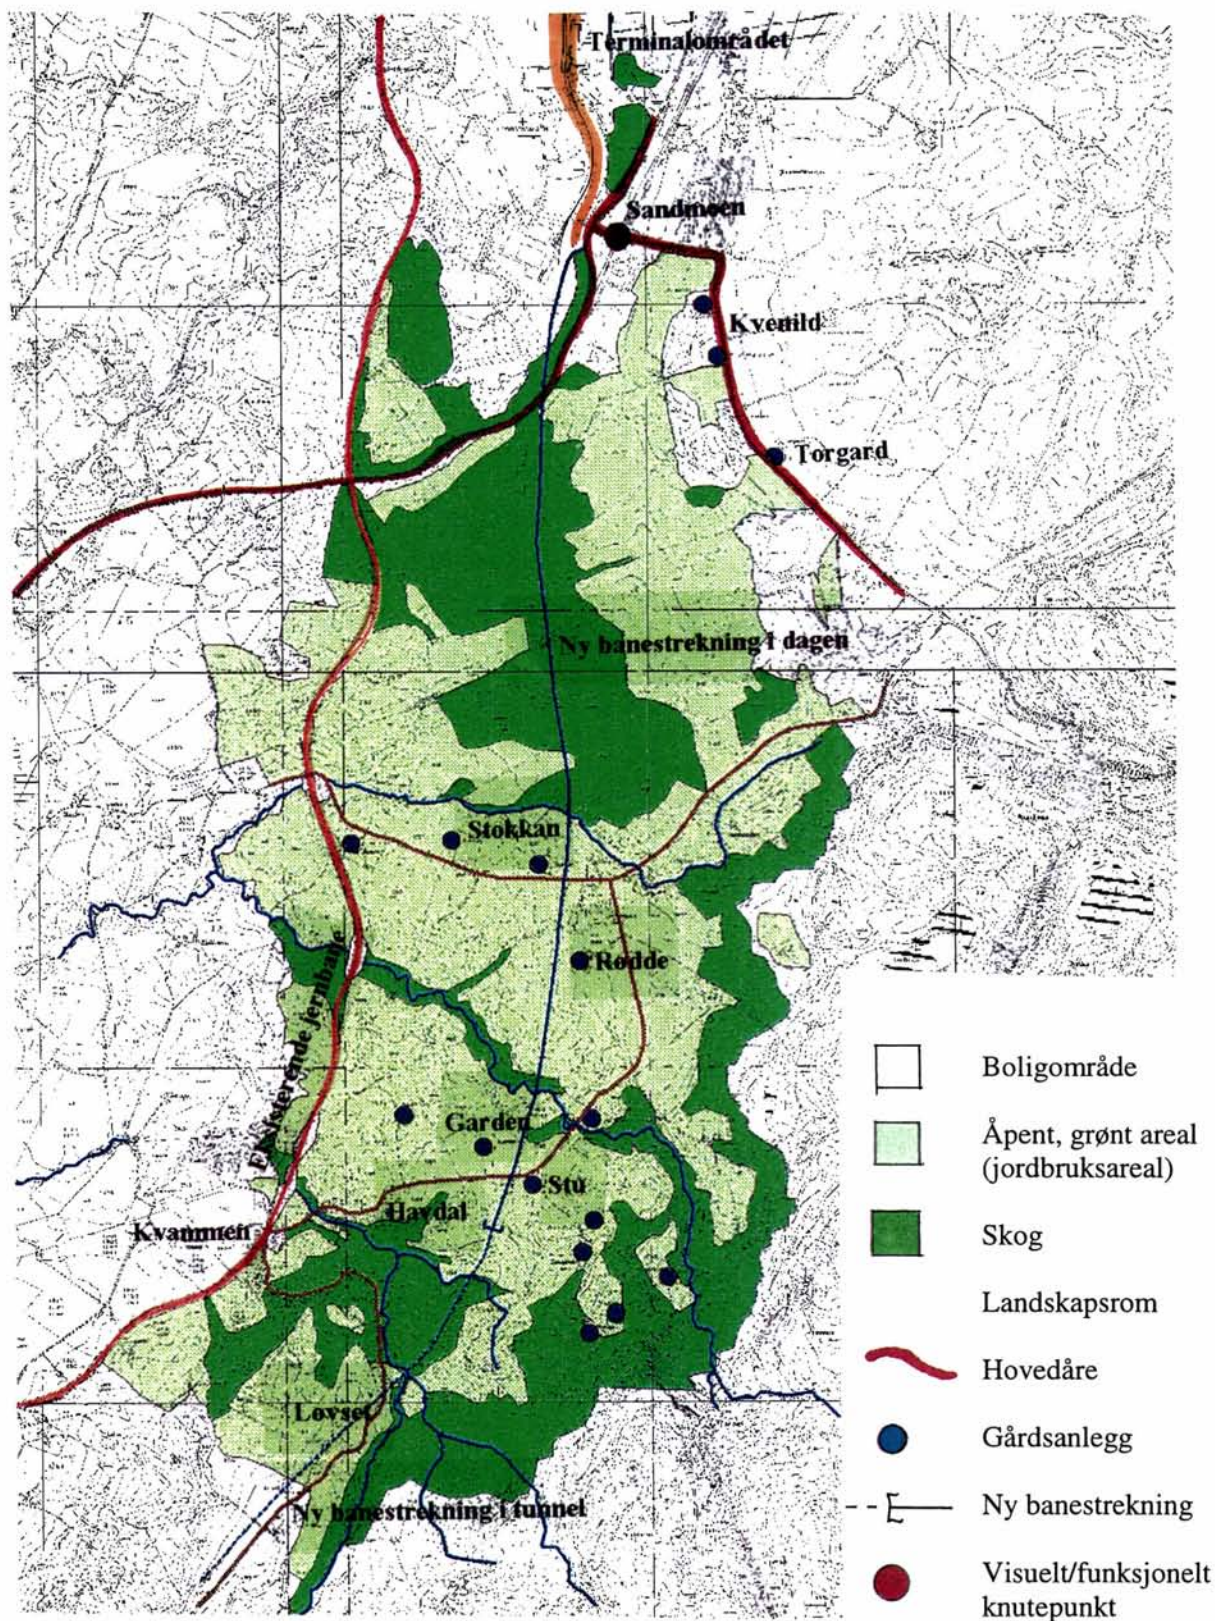 Terminalområdet
Sandmoen
Kvenild
Torgard
Ny banestrekning i dagen
Stokkan
Rødde
Eksisterende jernbane
Garden
Stu
Havdal
Kvammen
Løvset
Ny banestrekning i tunnel
Boligområde
Åpent, grønt areal
(jordbruksareal)
Skog
Landskapsrom
Hovedåre
Gårdsanlegg
Ny banestrekning
Visuelt/funksjonelt
knutepunkt